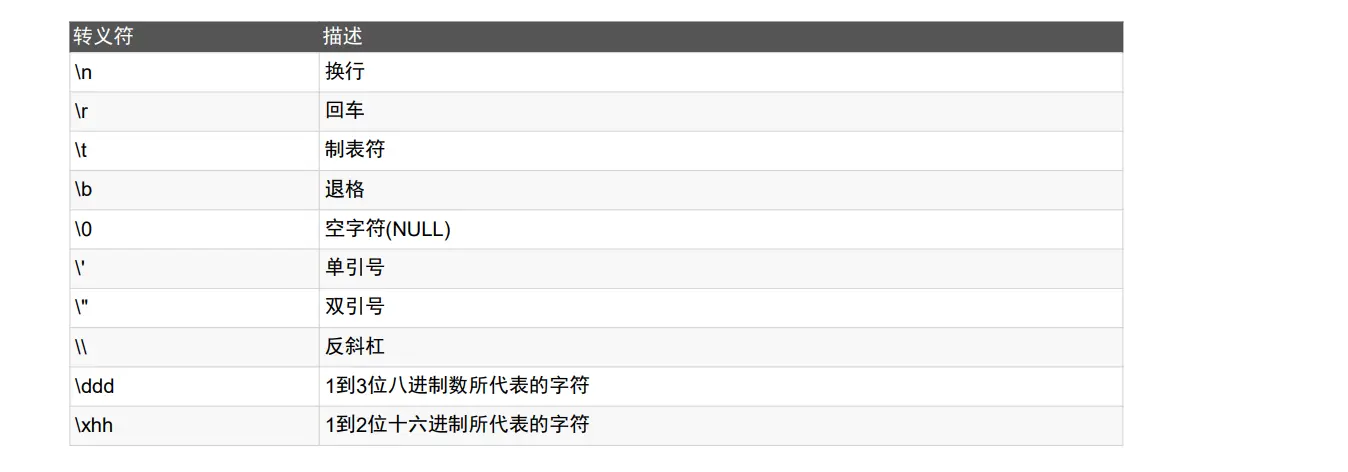 转义符 描述
\n 换行
\r 回车
\t 制表符
\b 退格
\0 空字符(NULL)
\' 单引号
\" 双引号
\\ 反斜杠
\ddd 1到3位八进制数所代表的字符
\xhh 1到2位十六进制所代表的字符